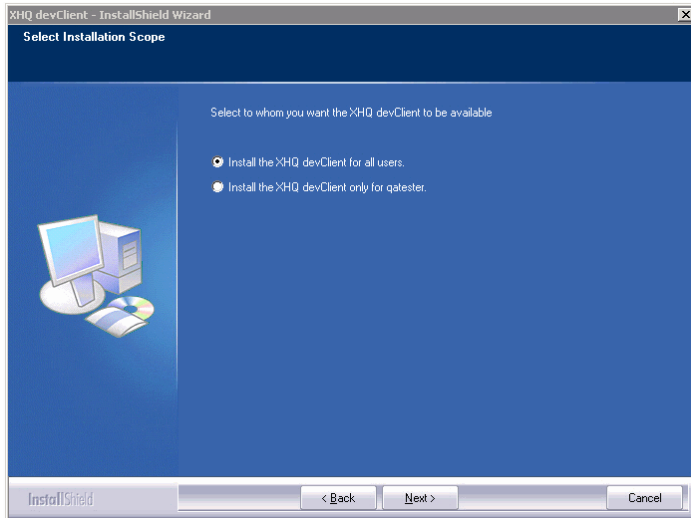 XHQ devClient - InstallShield Wizard
Select Installation Scope
Select to whom you want the XHQ devClient to be available
Install the XHQ devClient for all users.
Install the XHQ devClient only for qatester.
InstallShield
< Back
Next >
Cancel